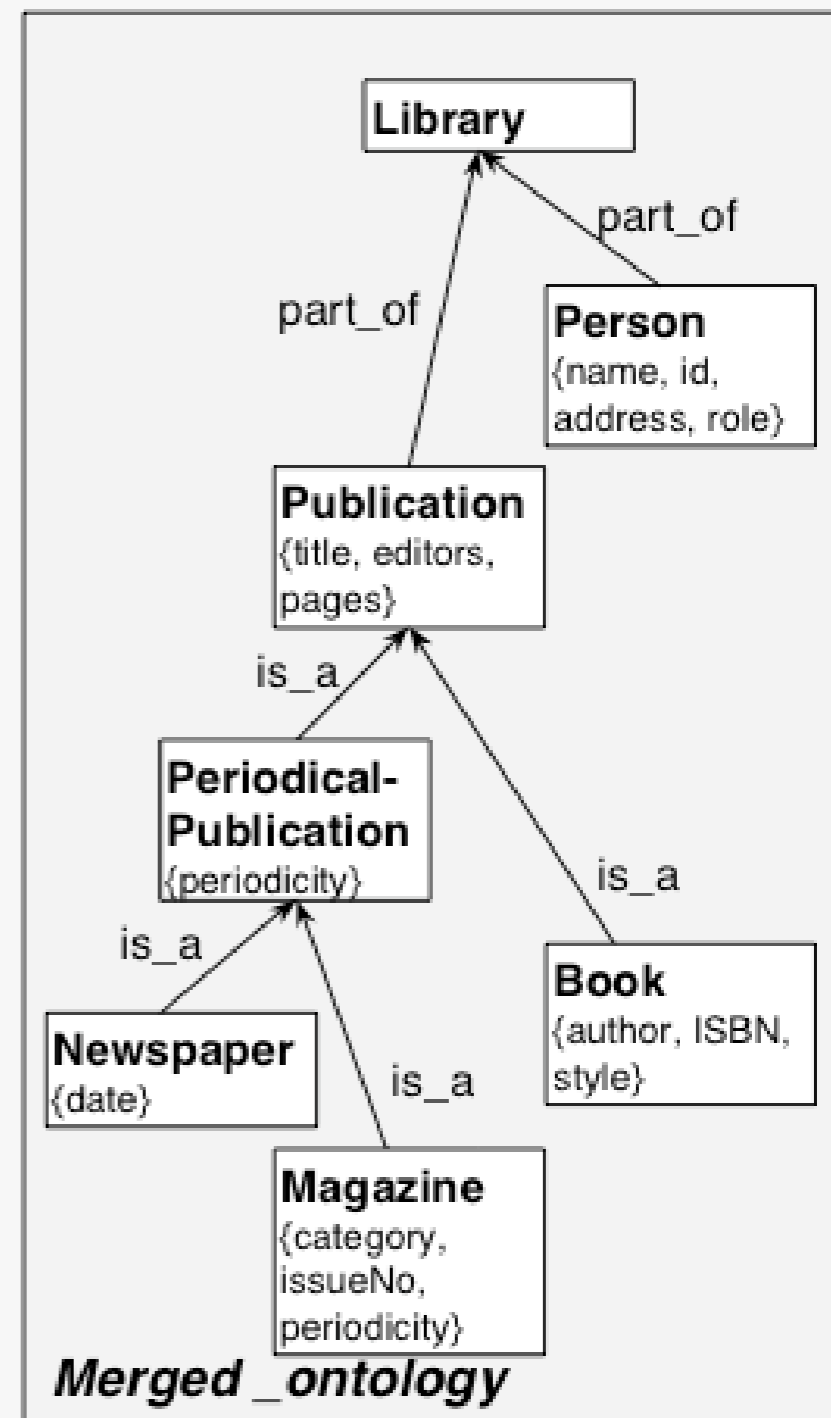 Library
part_of
part_of
Person
{name, id,
address, role}
Publication
{title, editors,
pages}
is_a
Periodical-
Publication
{periodicity}
is_a
is_a
Book
{author, ISBN,
style}
Newspaper
{date}
is_a
Magazine
{category,
issueNo,
periodicity}
Merged _ontology